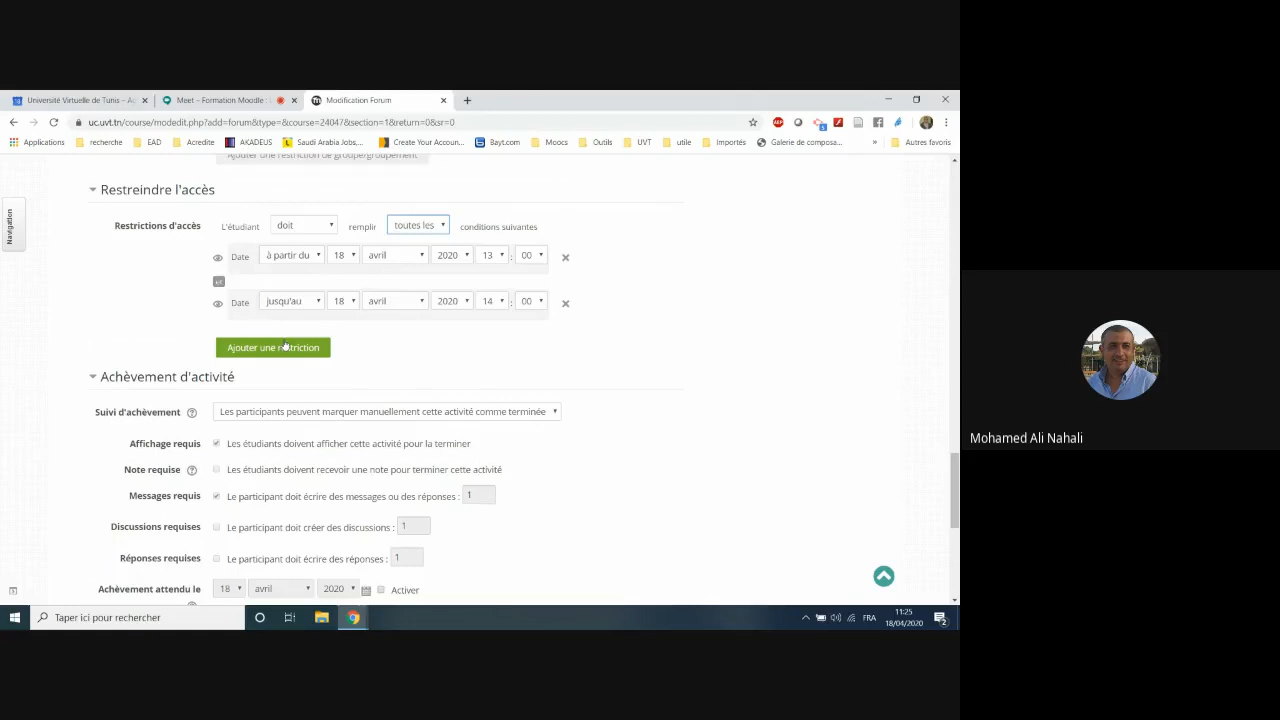 Université Virtuelle de Tunis – A
Meet – Formation Moodle :
Modification Forum
uc.uvt.tn/course/modedit.php?add=forum&type=&course=24047&section=1&return=0&sr=0
Applications
recherche
EAD
Acredite
AKADEUS
Saudi Arabia Jobs,...
Create Your Accoun...
Bayt.com
Moocs
Outils
UVT
utile
Importés
Galerie de composa...
»
Autres favoris
Ajouter une restriction de groupe/groupement
Navigation
Restreindre l'accès
Restrictions d'accès L'étudiant doit remplir toutes les conditions suivantes
Date à partir du 18 avril 2020 13 : 00
et
Date jusqu'au 18 avril 2020 14 : 00
Ajouter une restriction
Achèvement d'activité
Suivi d'achèvement Les participants peuvent marquer manuellement cette activité comme terminée
Affichage requis Les étudiants doivent afficher cette activité pour la terminer
Note requise Les étudiants doivent recevoir une note pour terminer cette activité
Messages requis Le participant doit écrire des messages ou des réponses : 1
Discussions requises Le participant doit créer des discussions : 1
Réponses requises Le participant doit écrire des réponses : 1
Achèvement attendu le 18 avril 2020 Activer
Taper ici pour rechercher
FRA
11:25
18/04/2020
2
Mohamed Ali Nahali